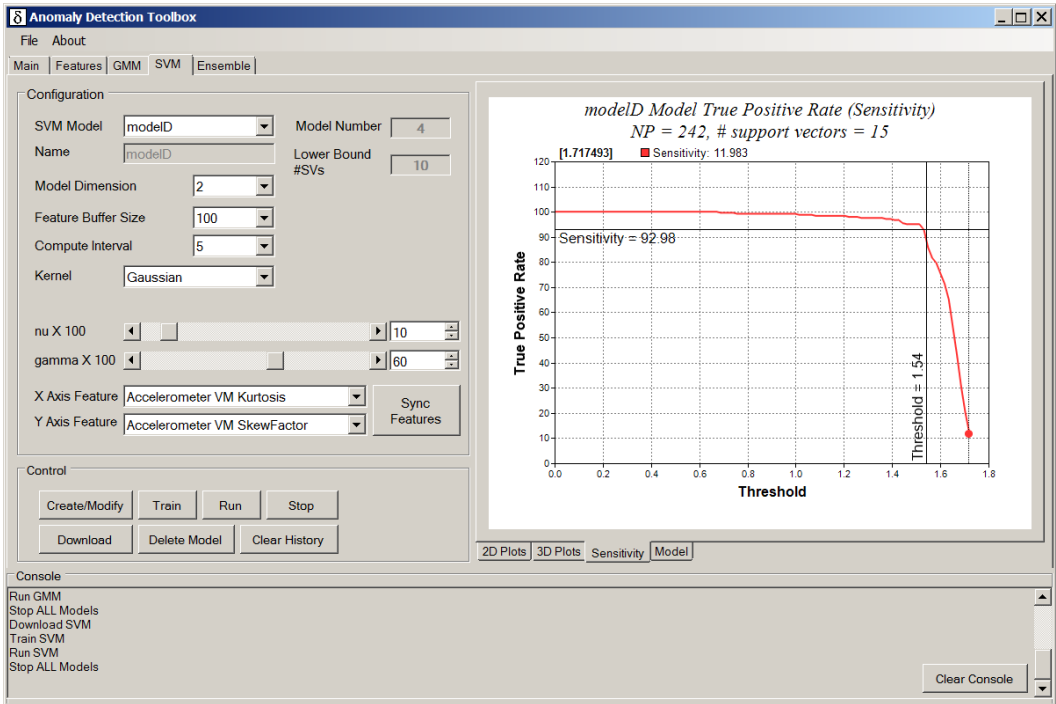 δ Anomaly Detection Toolbox
File About
Main Features GMM SVM Ensemble
Configuration
SVM Model modelD Model Number 4
Name modelD Lower Bound #SVs 10
Model Dimension 2
Feature Buffer Size 100
Compute Interval 5
Kernel Gaussian
nu X 100 10
gamma X 100 60
X Axis Feature Accelerometer VM Kurtosis
Y Axis Feature Accelerometer VM SkewFactor
Sync
Features
Control
Create/Modify Train Run Stop
Download Delete Model Clear History
modelD Model True Positive Rate (Sensitivity)
NP = 242, # support vectors = 15
[1.717493] Sensitivity: 11.983
120
110
100
90
80
70
60
50
40
30
20
10
0
True Positive Rate
Sensitivity = 92.98
Threshold = 1.54
0.0 0.2 0.4 0.6 0.8 1.0 1.2 1.4 1.6 1.8
Threshold
2D Plots 3D Plots Sensitivity Model
Console
Run GMM
Stop ALL Models
Download SVM
Train SVM
Run SVM
Stop ALL Models
Clear Console